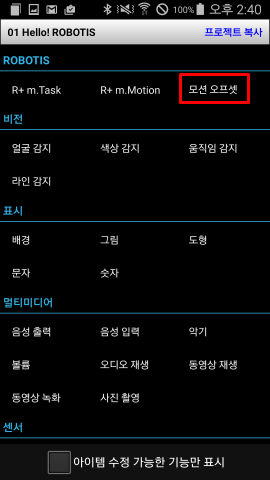 100% 오후 2:40
01 Hello! ROBOTIS 프로젝트 복사
ROBOTIS
R+ m.Task R+ m.Motion 모션 오프셋
비전
얼굴 감지 색상 감지 움직임 감지
라인 감지
표시
배경 그림 도형
문자 숫자
멀티미디어
음성 출력 음성 입력 악기
볼륨 오디오 재생 동영상 재생
동영상 녹화 사진 촬영
센서
아이템 수정 가능한 기능만 표시